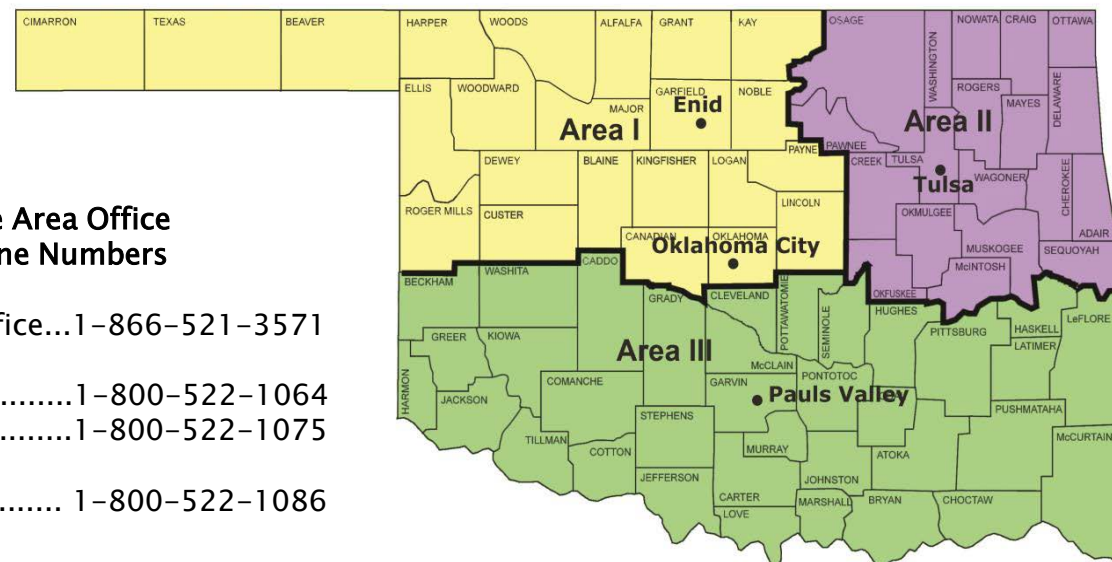 CIMARRON TEXAS BEAVER HARPER WOODS ALFALFA GRANT KAY OSAGE NOWATA CRAIG OTTAWA
WASHINGTON
ELLIS WOODWARD MAJOR GARFIELD NOBLE ROGERS MAYES DELAWARE
Enid
Area I
Area II
PAWNEE
DEWEY BLAINE KINGFISHER LOGAN PAYNE CREEK TULSA WAGONER CHEROKEE
Tulsa
ROGER MILLS CUSTER LINCOLN OKMULGEE ADAIR
e Area Office
ne Numbers
CANADIAN OKLAHOMA MUSKOGEE SEQUOYAH
Oklahoma City
BECKHAM WASHITA CADDO McINTOSH
GRADY CLEVELAND POTTAWATOMIE SEMINOLE OKFUSKEE HUGHES PITTSBURG HASKELL LeFLORE
fice...1-866-521-3571
GREER KIOWA LATIMER
Area III
McCLAIN
HARMON JACKSON COMANCHE GARVIN PONTOTOC
........1-800-522-1064
Pauls Valley
STEPHENS PUSHMATAHA
........1-800-522-1075
TILLMAN COTTON MURRAY ATOKA McCURTAIN
JEFFERSON JOHNSTON
....... 1-800-522-1086
CARTER MARSHALL BRYAN CHOCTAW
LOVE